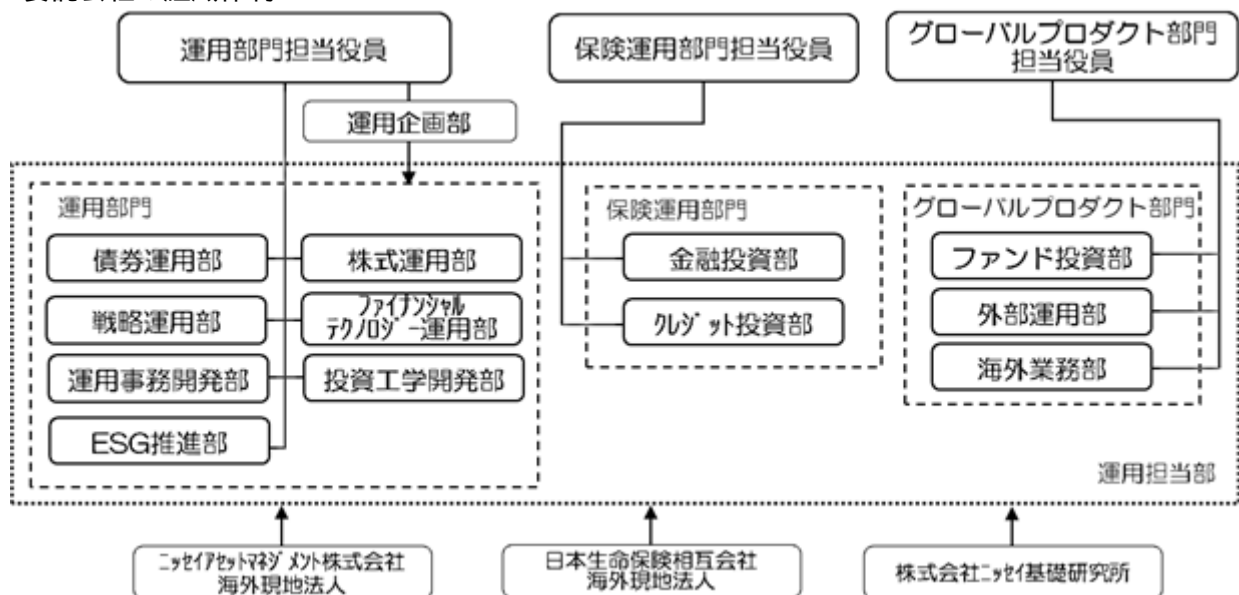 運用部門担当役員
保険運用部門担当役員
グローバルプロダクト部門
担当役員
運用企画部
運用部門
債券運用部
株式運用部
戦略運用部
ファイナンシャル
テクノロジー運用部
運用事務開発部
投資工学開発部
ESG推進部
保険運用部門
金融投資部
クレジット投資部
グローバルプロダクト部門
ファンド投資部
外部運用部
海外業務部
運用担当部
ニッセイアセットマネジメント株式会社
海外現地法人
日本生命保険相互会社
海外現地法人
株式会社ニッセイ基礎研究所